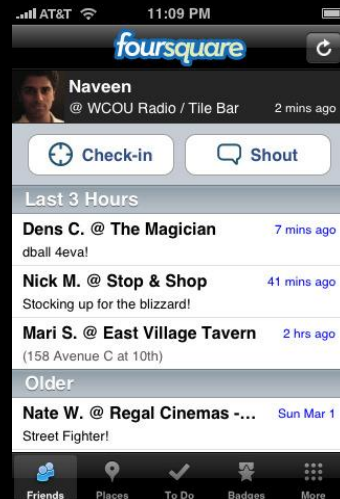 AT&T 11:09 PM
foursquare
Naveen
@ WCOU Radio / Tile Bar 2 mins ago
Check-in Shout
Last 3 Hours
Dens C. @ The Magician 7 mins ago
dball 4eva!
Nick M. @ Stop & Shop 41 mins ago
Stocking up for the blizzard!
Mari S. @ East Village Tavern 2 hrs ago
(158 Avenue C at 10th)
Older
Nate W. @ Regal Cinemas -... Sun Mar 1
Street Fighter!
Friends Places To Do Badges More